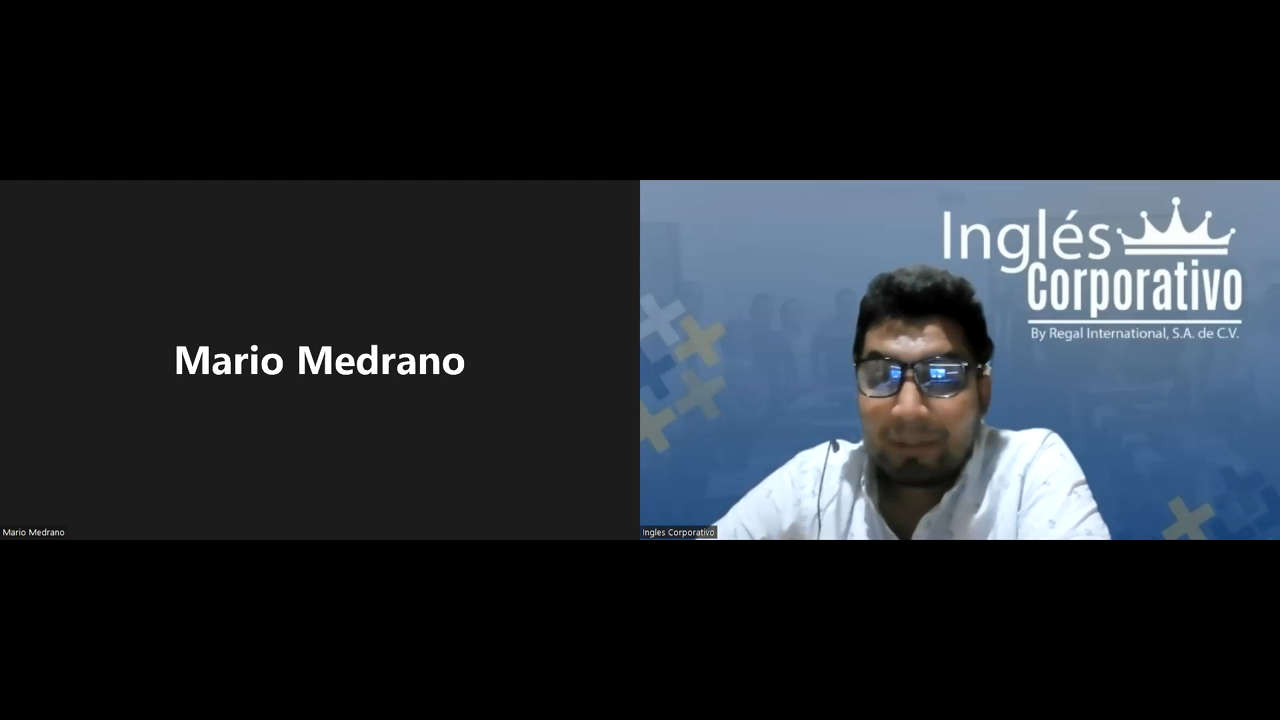 Mario Medrano
Mario Medrano
Inglés
Corporativo
By Regal International, S.A. de C.V.
Ingles Corporativo